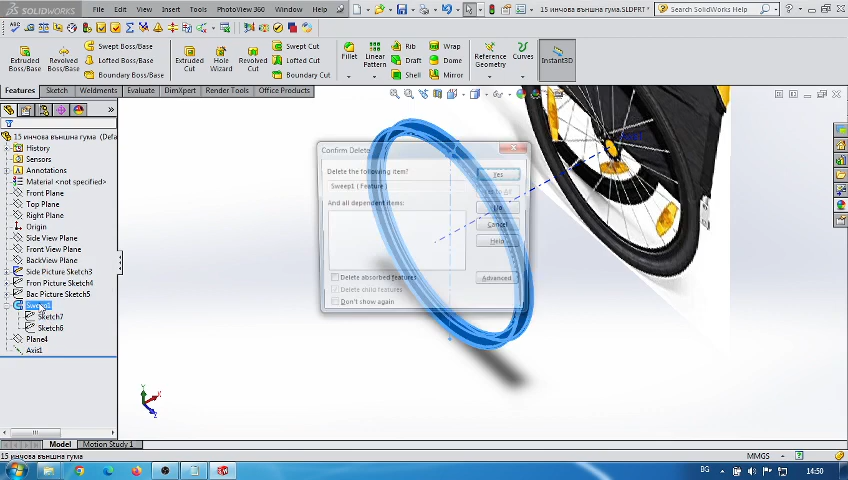 SOLIDWORKS File Edit View Insert Tools PhotoView 360 Window Help 15 инчова външна гума.SLDPRT * Search SolidWorks Help
Extruded Boss/Base Revolved Boss/Base Swept Boss/Base Lofted Boss/Base Boundary Boss/Base Extruded Cut Hole Wizard Revolved Cut Swept Cut Lofted Cut Boundary Cut Fillet Linear Pattern Rib Draft Shell Wrap Dome Mirror Reference Geometry Curves Instant3D
Features Sketch Weldments Evaluate DimXpert Render Tools Office Products
15 инчова външна гума (Defa
History
Sensors
Annotations
Material <not specified>
Front Plane
Top Plane
Right Plane
Origin
Side View Plane
Front View Plane
BackView Plane
Side Picture Sketch3
Fron Picture Sketch4
Bac Picture Sketch5
Sweep1
Sketch7
Sketch6
Plane4
Axis1
Confirm Delete
Delete the following item?
Sweep1 ( Feature )
And all dependent items:
Yes
Yes to All
No
Cancel
Help
Advanced
Delete absorbed features
Delete child features
Don't show again
Y
X
Z
Model Motion Study 1
15 инчова външна гума MMGS
BG 14:50